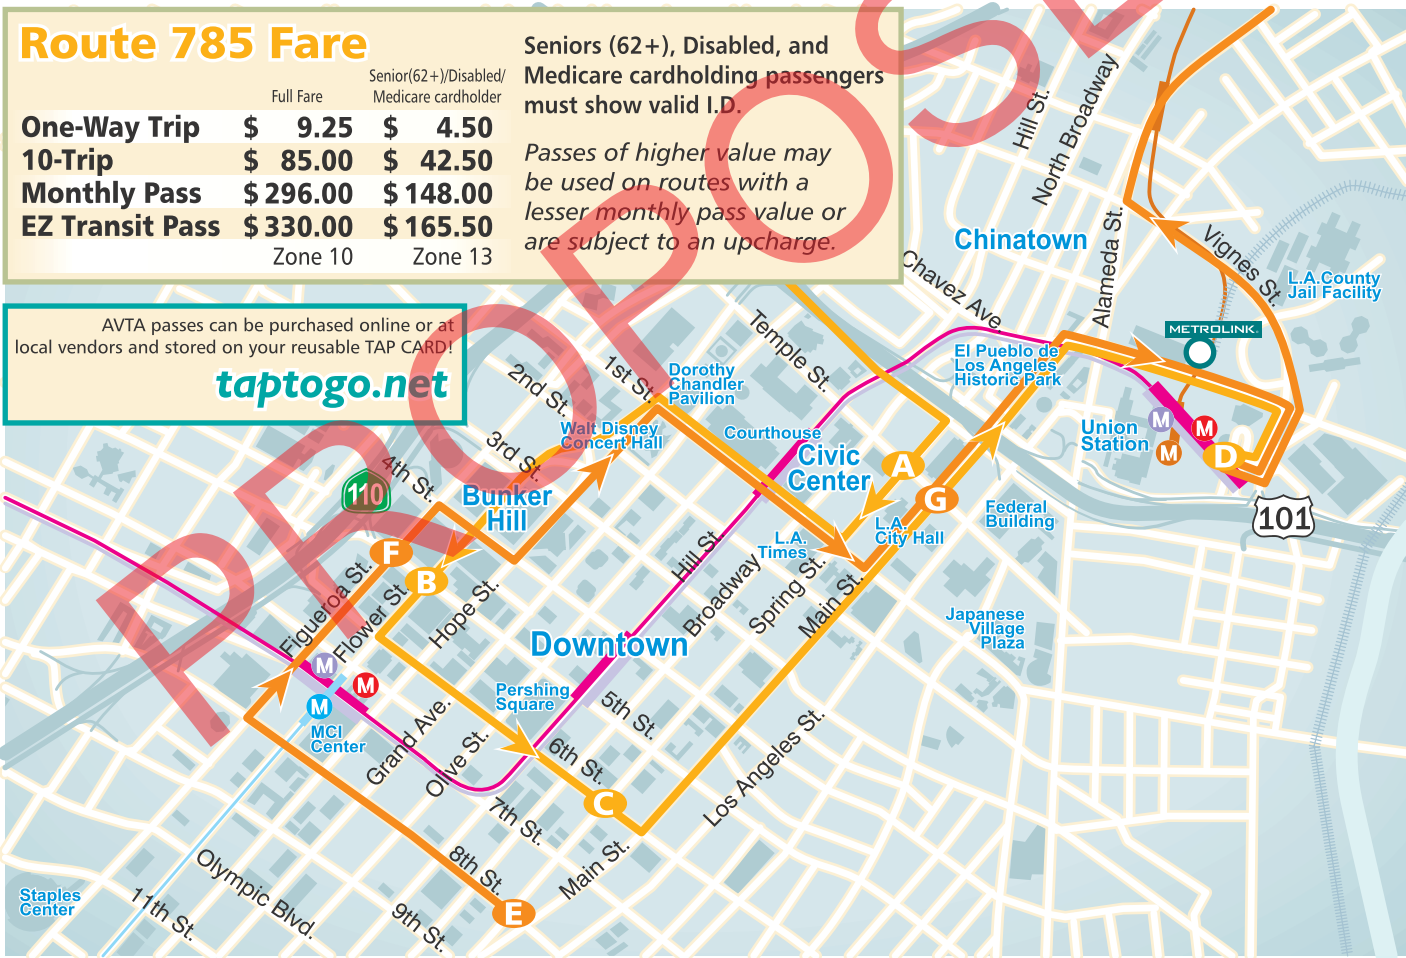 Route 785 Fare
Full Fare
Senior(62+)/Disabled/
Medicare cardholder
One-Way Trip $ 9.25 $ 4.50
10-Trip $ 85.00 $ 42.50
Monthly Pass $ 296.00 $ 148.00
EZ Transit Pass $ 330.00 $ 165.50
Zone 10 Zone 13
Seniors (62+), Disabled, and
Medicare cardholding passengers
must show valid I.D.
Passes of higher value may
be used on routes with a
lesser monthly pass value or
are subject to an upcharge.
AVTA passes can be purchased online or at
local vendors and stored on your reusable TAP CARD!
taptogo.net
PROPOSE
Hill St.
North Broadway
Chinatown
Alameda St.
Vignes St.
L.A.County
Jail Facility
Chavez Ave.
METROLINK
Temple St.
El Pueblo de
Los Angeles
Historic Park
1st St.
Dorothy
Chandler
Pavilion
2nd St.
Walt Disney
Concert Hall
Courthouse
Union
Station
M
M
M
D
3rd St.
Civic
Center
A
4th St.
110
Bunker
Hill
G
Federal
Building
101
L.A.
Times
L.A.
City Hall
F
B
Hill St.
Figueroa St.
Flower St.
Hope St.
Broadway
Spring St.
Main St.
Japanese
Village
Plaza
Downtown
M
M
M
MCI
Center
Pershing
Square
5th St.
Grand Ave.
Olive St.
6th St.
C
Los Angeles St.
7th St.
8th St.
Main St.
E
Olympic Blvd.
9th St.
11th St.
Staples
Center